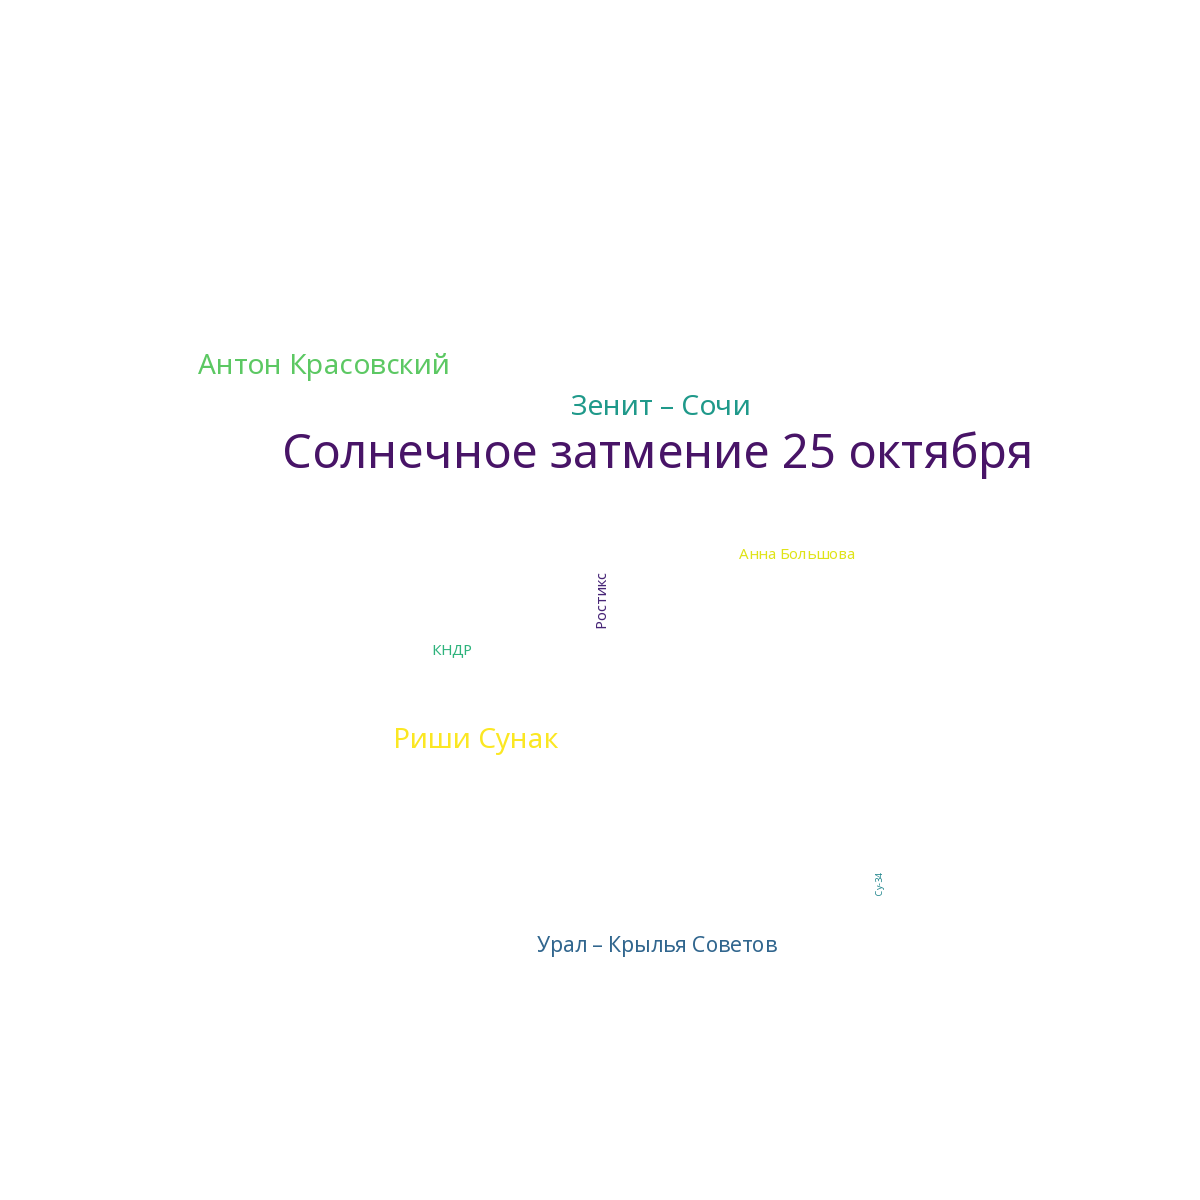 Антон Красовский
Зенит – Сочи
Солнечное затмение 25 октября
Анна Большова
Ростикс
КНДР
Риши Сунак
Су-34
Урал – Крылья Советов